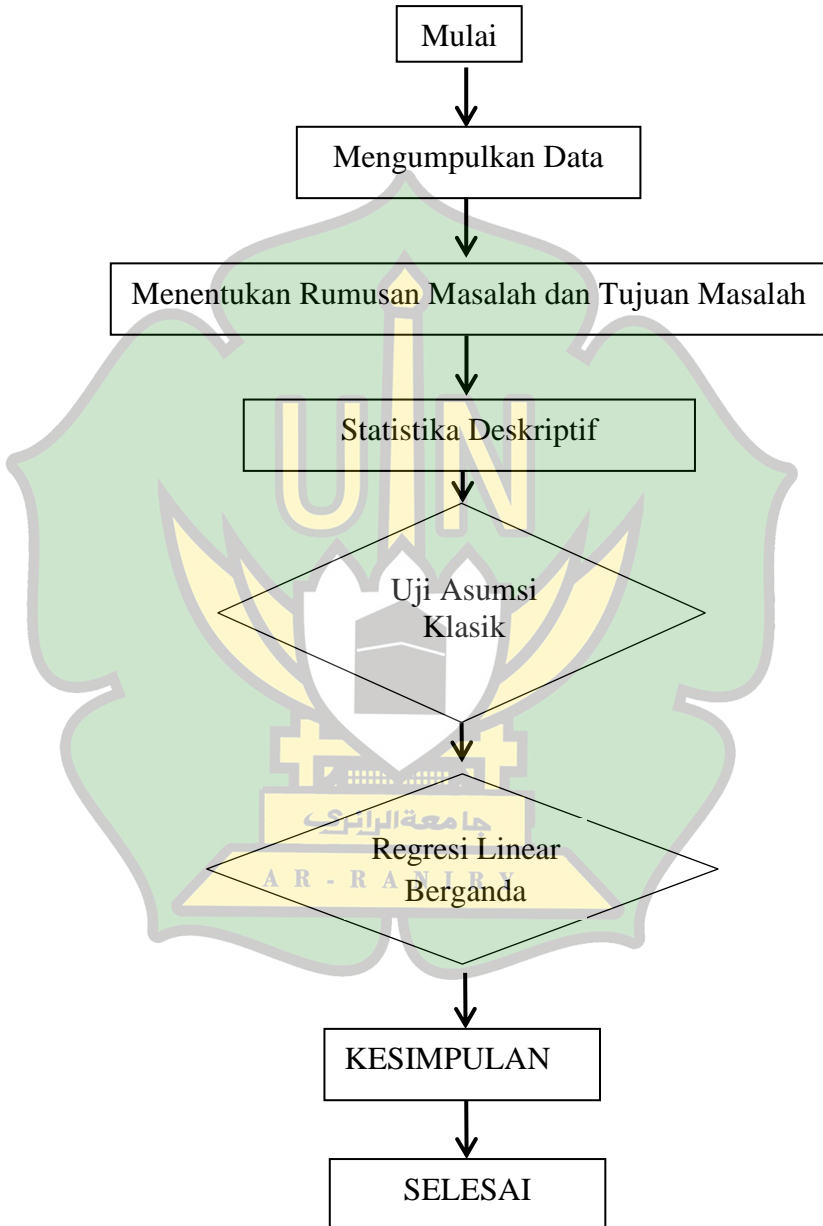 Mulai
Mengumpulkan Data
Menentukan Rumusan Masalah dan Tujuan Masalah
Statistika Deskriptif
UIN
Uji Asumsi
Klasik
جامعة الرانري
Regresi Linear
AR-RANIRY
Berganda
KESIMPULAN
SELESAI